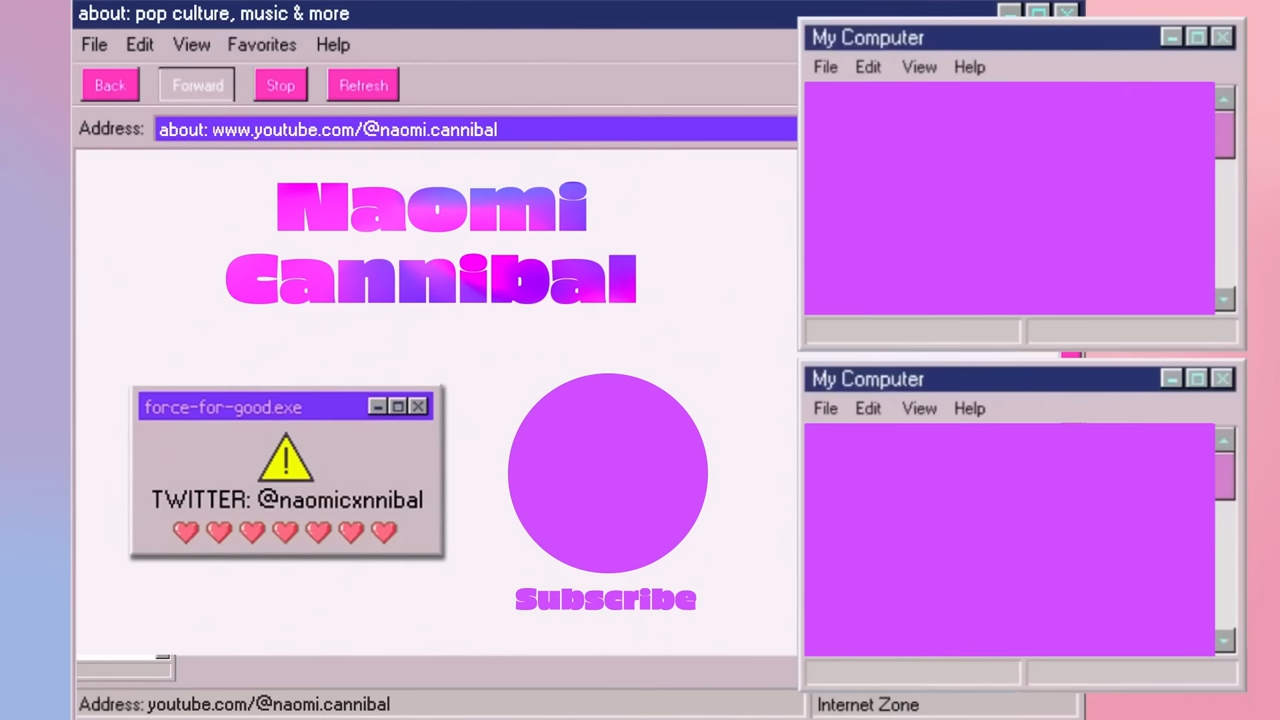 about: pop culture, music & more
File Edit View Favorites Help
Back Forward Stop Refresh
Address: about: www.youtube.com/@naomi.cannibal
Naomi
Cannibal
force-for-good.exe
TWITTER: @naomicxnnibal
Subscribe
My Computer
File Edit View Help
My Computer
File Edit View Help
Address: youtube.com/@naomi.cannibal
Internet Zone